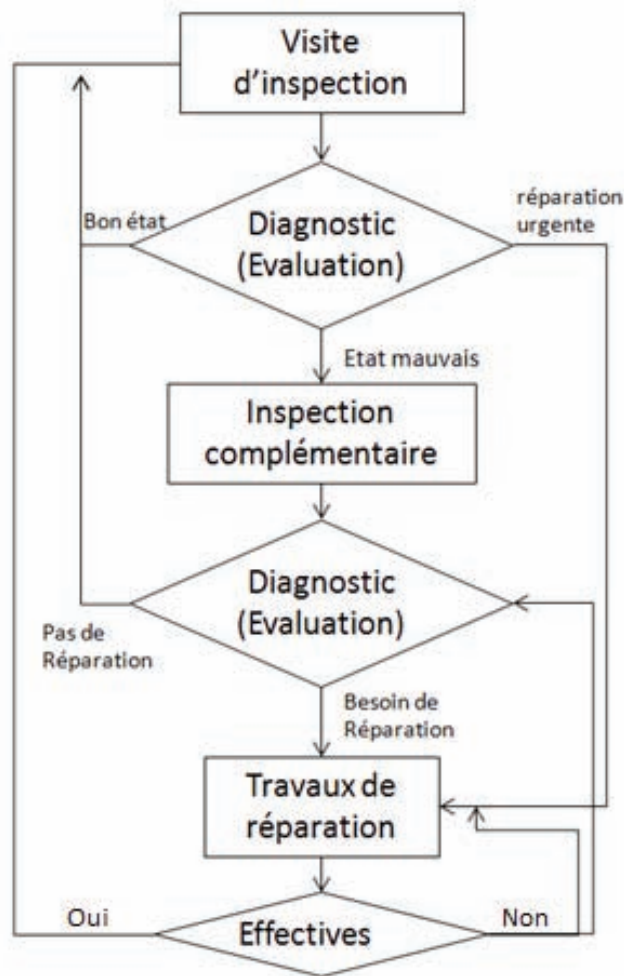 Visite
d'inspection
Bon état
Diagnostic
(Evaluation)
réparation
urgente
Etat mauvais
Inspection
complémentaire
Diagnostic
(Evaluation)
Pas de
Réparation
Besoin de
Réparation
Travaux de
réparation
Oui
Effectives
Non